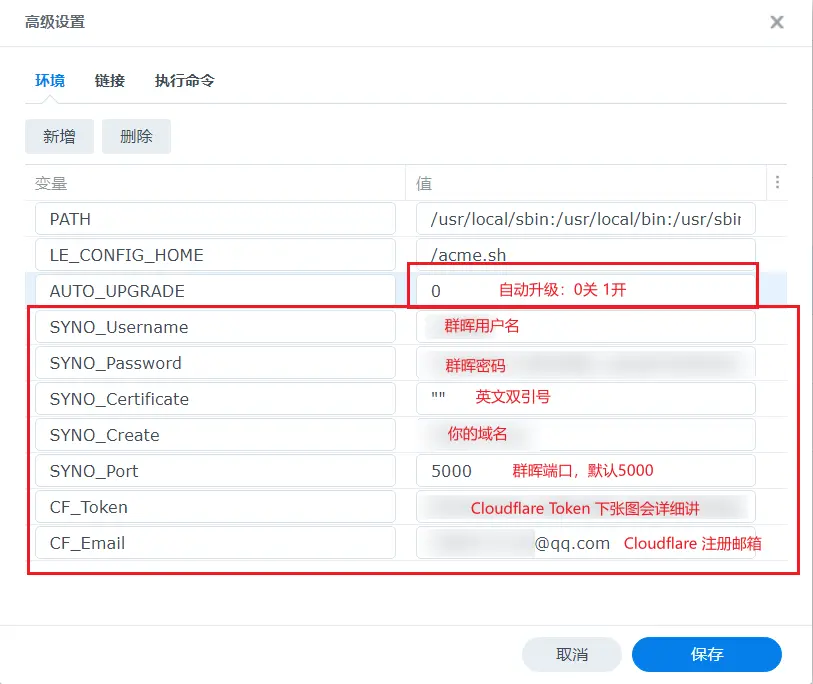 高级设置
环境 链接 执行命令
新增 删除
变量 值
PATH /usr/local/sbin:/usr/local/bin:/usr/sbin
LE_CONFIG_HOME /acme.sh
AUTO_UPGRADE 0 自动升级：0关 1开
SYNO_Username 群晖用户名
SYNO_Password 群晖密码
SYNO_Certificate "" 英文双引号
SYNO_Create 你的域名
SYNO_Port 5000 群晖端口，默认5000
CF_Token Cloudflare Token 下张图会详细讲
CF_Email @qq.com Cloudflare 注册邮箱
取消 保存